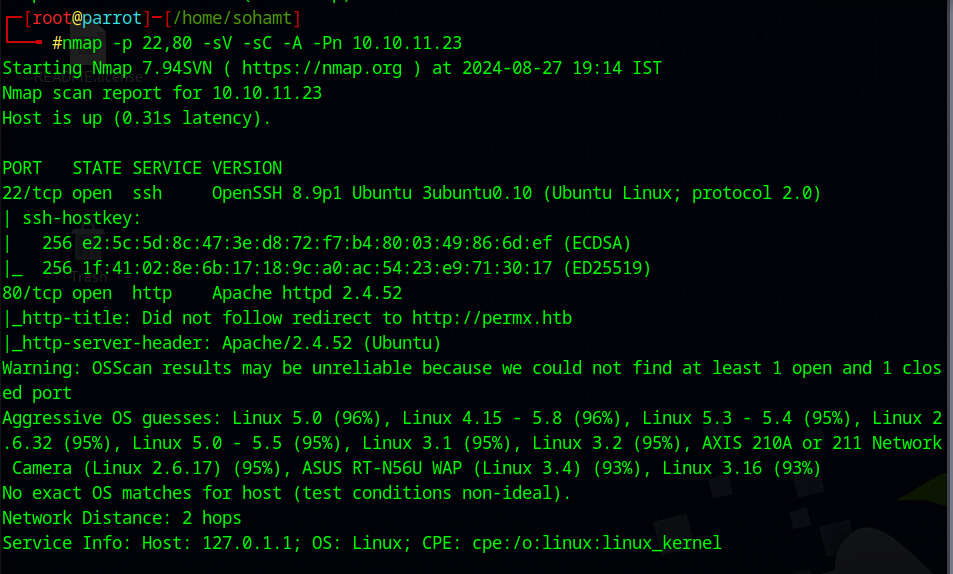 [root@parrot]─[/home/sohamt]
#nmap -p 22,80 -sV -sC -A -Pn 10.10.11.23
Starting Nmap 7.94SVN ( https://nmap.org ) at 2024-08-27 19:14 IST
README.license
Nmap scan report for 10.10.11.23
Host is up (0.31s latency).
PORT   STATE SERVICE VERSION
22/tcp open  ssh     OpenSSH 8.9p1 Ubuntu 3ubuntu0.10 (Ubuntu Linux; protocol 2.0)
| ssh-hostkey:
|   256 e2:5c:5d:8c:47:3e:d8:72:f7:b4:80:03:49:86:6d:ef (ECDSA)
|_  256 1f:41:02:8e:6b:17:18:9c:a0:ac:54:23:e9:71:30:17 (ED25519)
Trash
80/tcp open  http    Apache httpd 2.4.52
|_http-title: Did not follow redirect to http://permx.htb
|_http-server-header: Apache/2.4.52 (Ubuntu)
Warning: OSScan results may be unreliable because we could not find at least 1 open and 1 clos
ed port
Aggressive OS guesses: Linux 5.0 (96%), Linux 4.15 - 5.8 (96%), Linux 5.3 - 5.4 (95%), Linux 2
.6.32 (95%), Linux 5.0 - 5.5 (95%), Linux 3.1 (95%), Linux 3.2 (95%), AXIS 210A or 211 Network
 Camera (Linux 2.6.17) (95%), ASUS RT-N56U WAP (Linux 3.4) (93%), Linux 3.16 (93%)
No exact OS matches for host (test conditions non-ideal).
Network Distance: 2 hops
Service Info: Host: 127.0.1.1; OS: Linux; CPE: cpe:/o:linux:linux_kernel